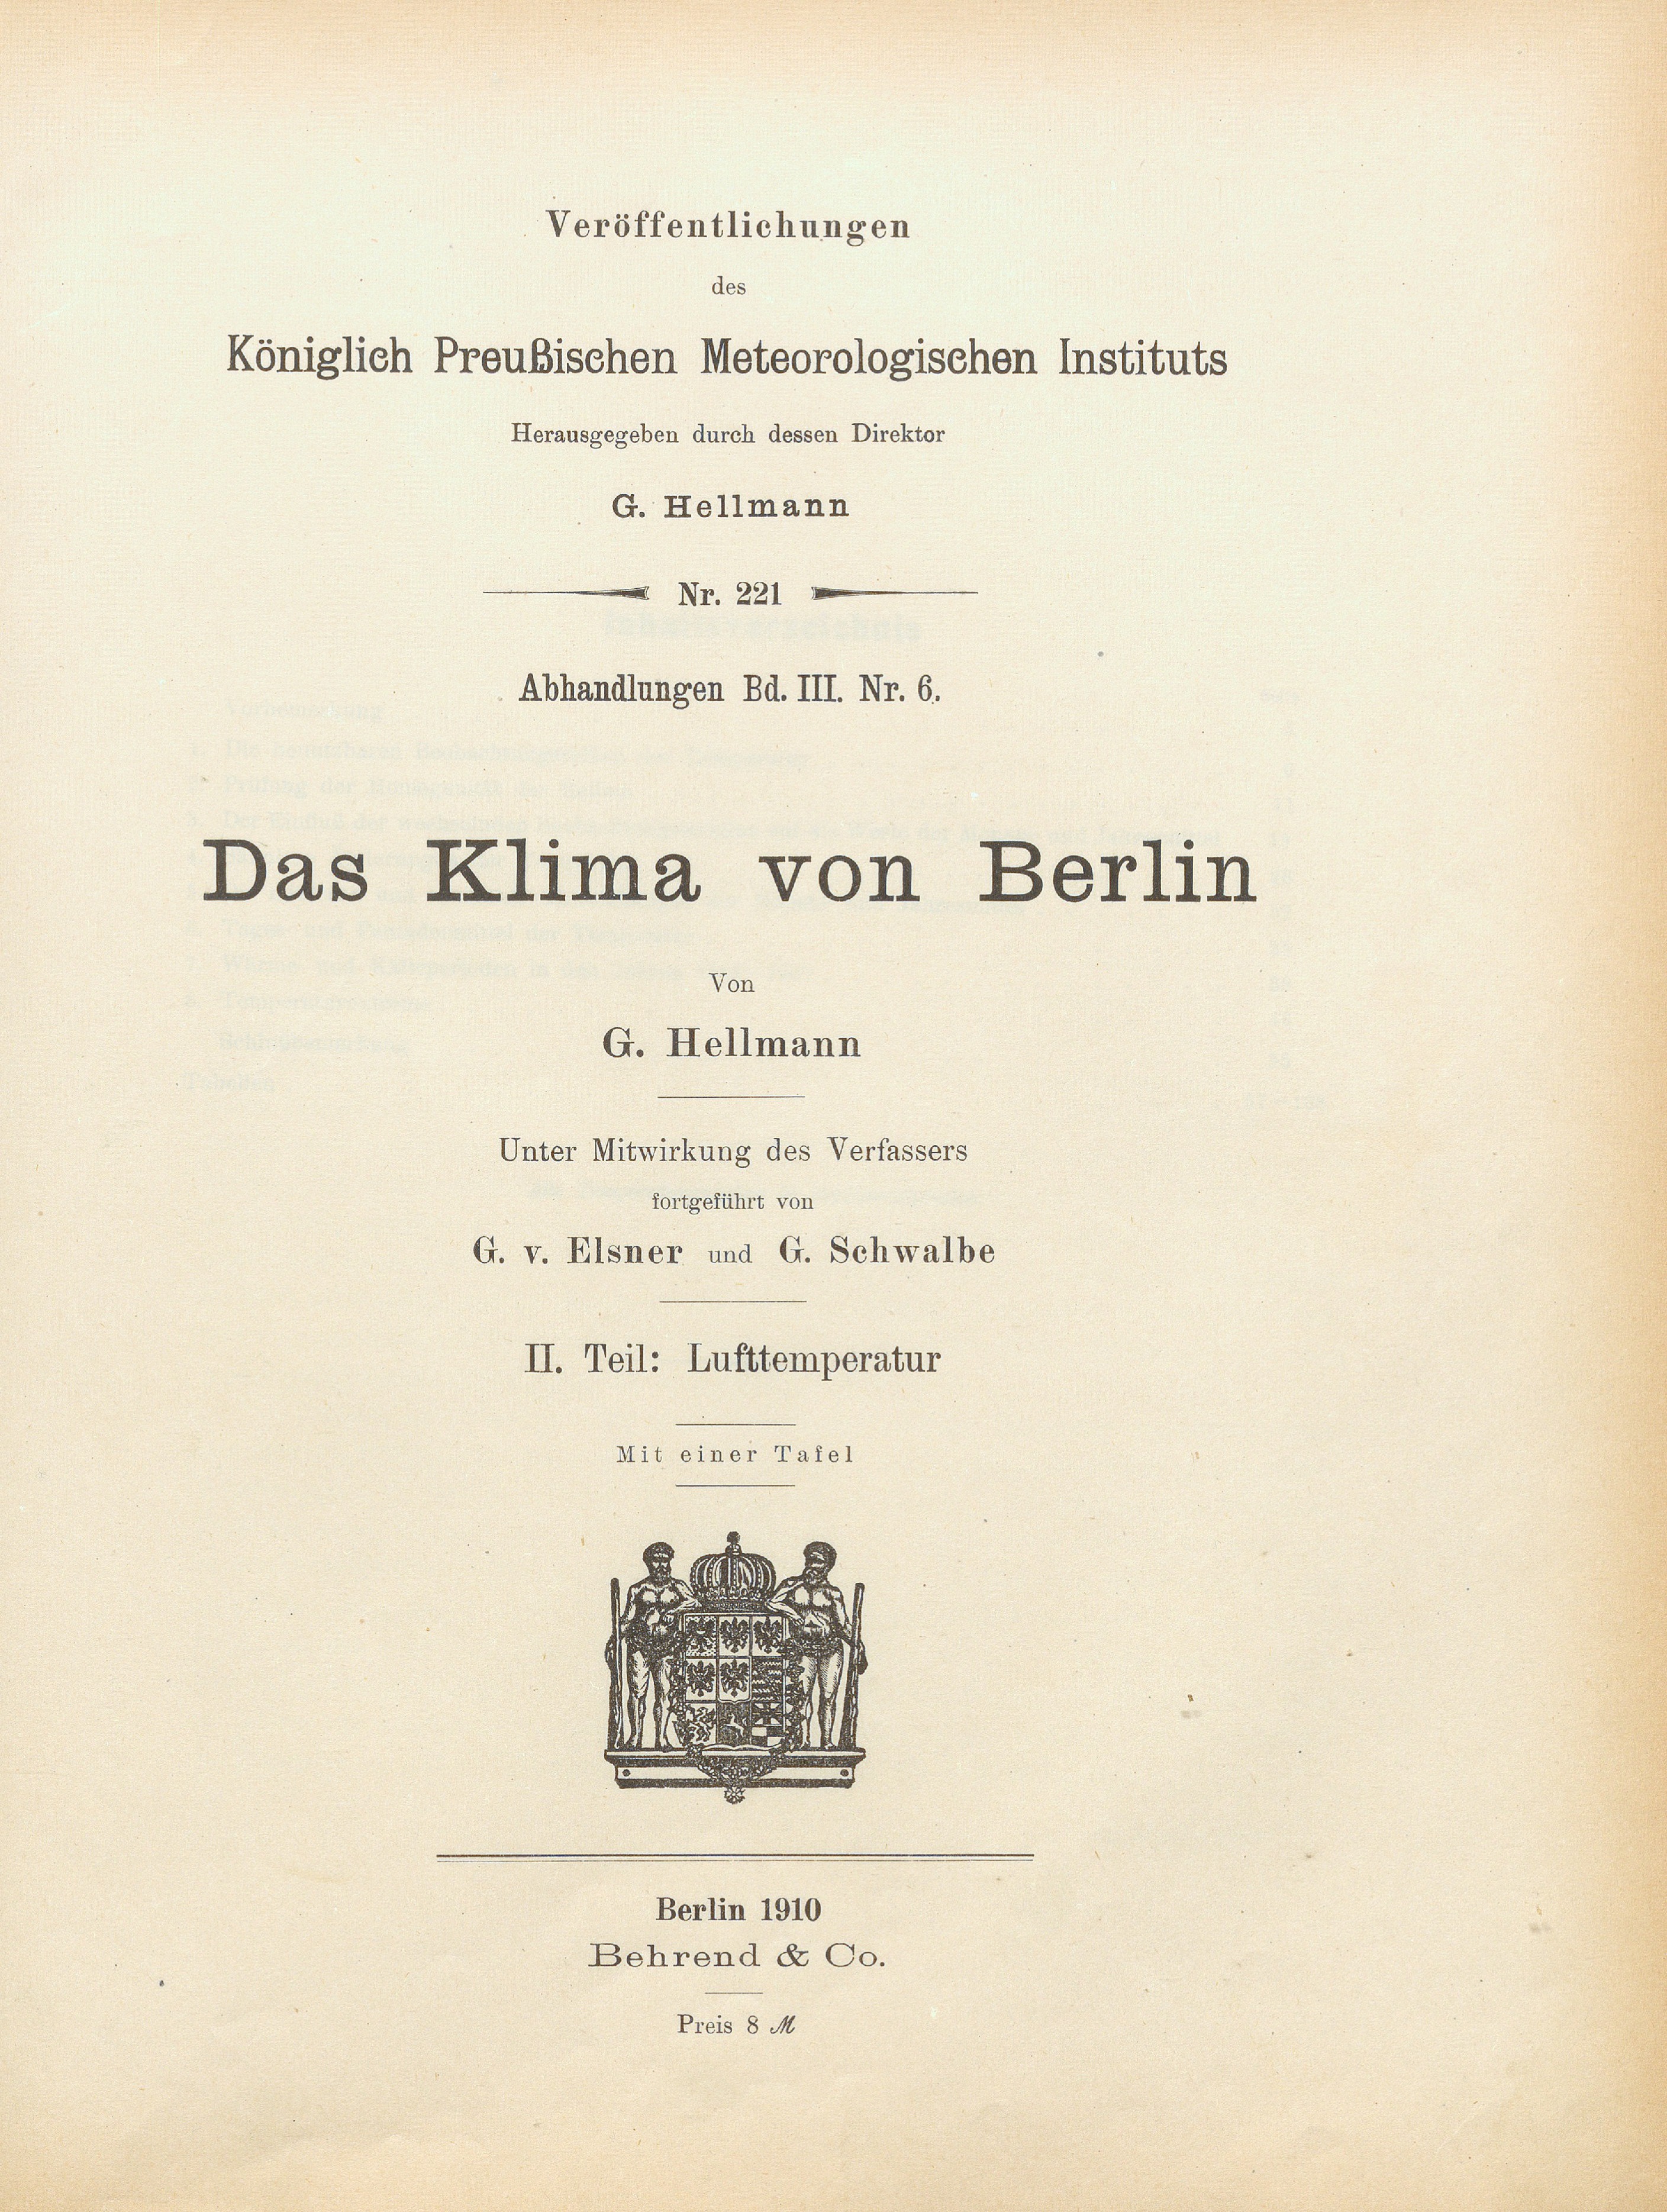 Veröffentlichungen
des
Königlich Preußischen Meteorologischen Instituts
Herausgegeben durch dessen Direktor
G. Hellmann
Nr. 221
Abhandlungen Bd. III. Nr. 6.
Das Klima von Berlin
Von
G. Hellmann
Unter Mitwirkung des Verfassers
fortgeführt von
G. v. Elsner und G. Schwalbe
II. Teil: Lufttemperatur
Mit einer Tafel
Berlin 1910
Behrend & Co.
Preis 8 ℳ